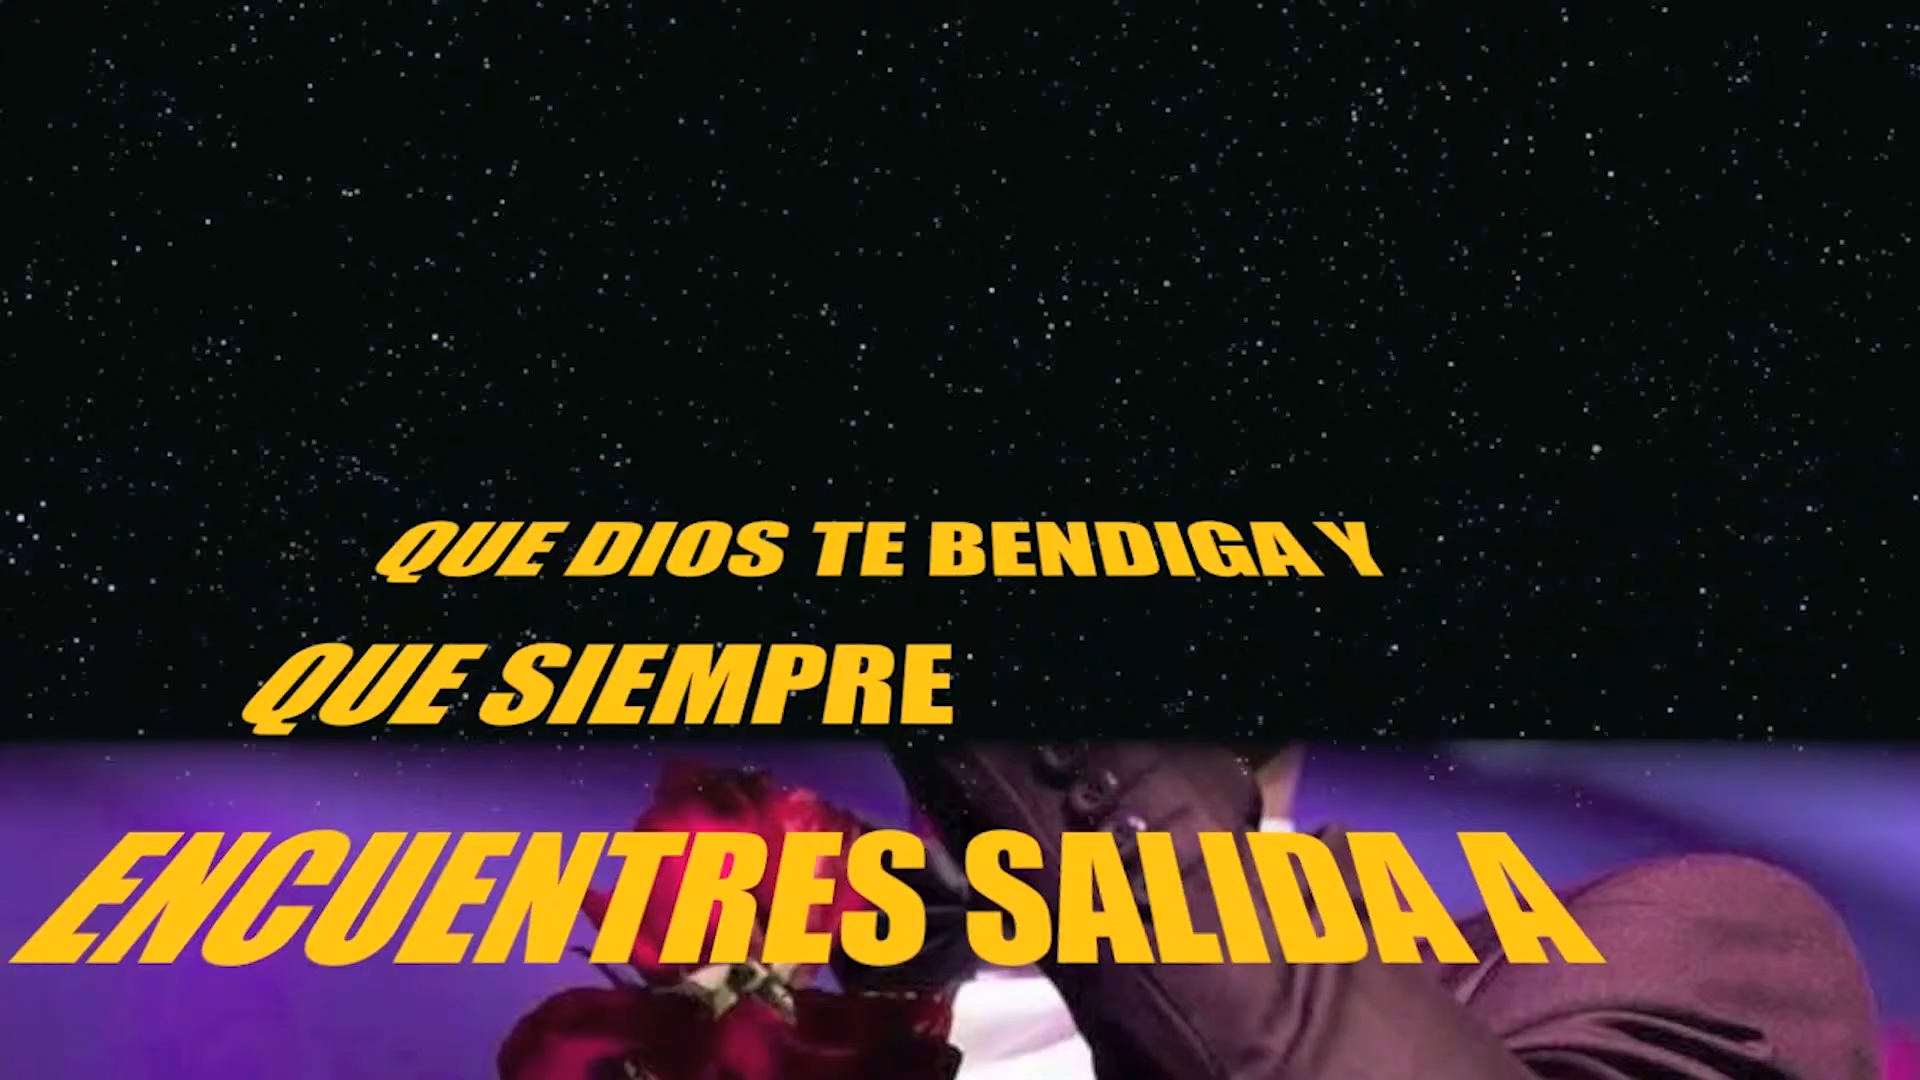 QUE DIOS TE BENDIGA Y
QUE SIEMPRE
ENCUENTRES SALIDA A